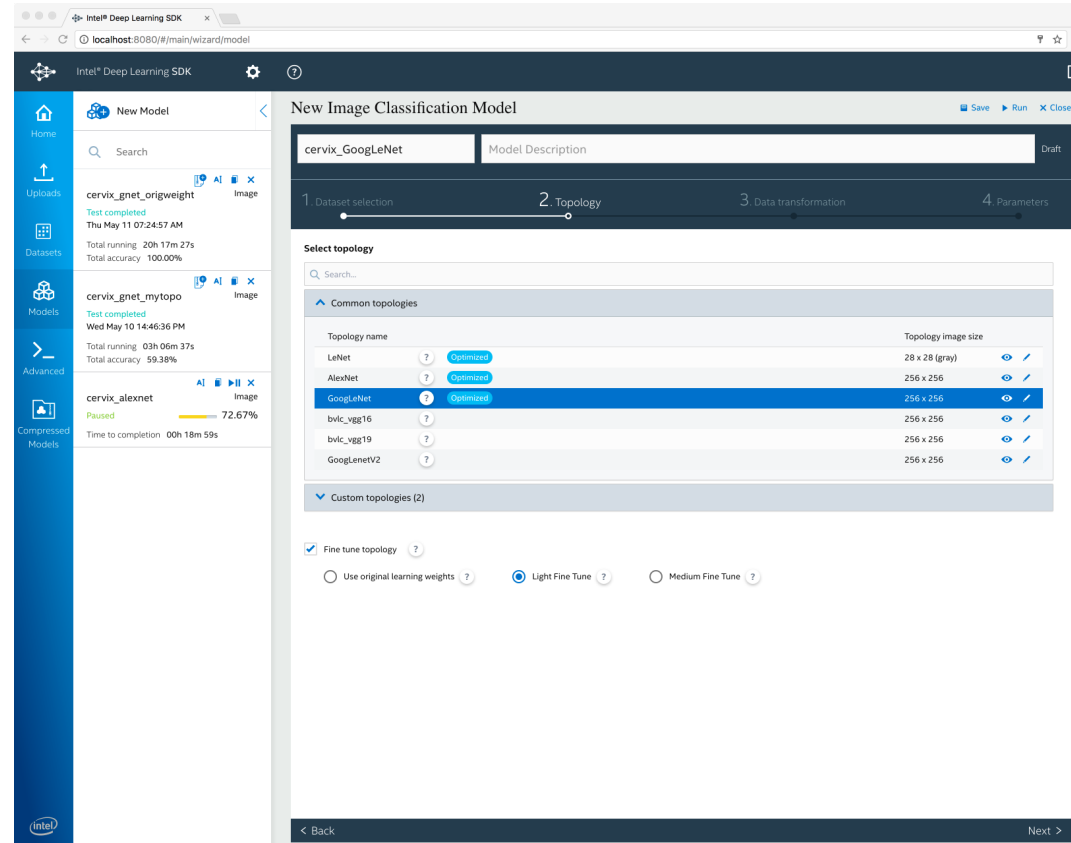 Intel® Deep Learning SDK ×
localhost:8080/#/main/wizard/model
Intel® Deep Learning SDK
?
Home
Uploads
Datasets
Models
Advanced
Compressed
Models
intel
New Model
Search
cervix_gnet_origweight Image
Test completed
Thu May 11 07:24:57 AM
Total running 20h 17m 27s
Total accuracy 100.00%
cervix_gnet_mytopo Image
Test completed
Wed May 10 14:46:36 PM
Total running 03h 06m 37s
Total accuracy 59.38%
cervix_alexnet Image
Paused 72.67%
Time to completion 00h 18m 59s
New Image Classification Model
Save Run Close
cervix_GoogLeNet Model Description Draft
1. Dataset selection 2. Topology 3. Data transformation 4. Parameters
Select topology
Search...
Common topologies
Topology name Topology image size
LeNet ? Optimized 28 x 28 (gray)
AlexNet ? Optimized 256 x 256
GoogLeNet ? Optimized 256 x 256
bvlc_vgg16 ? 256 x 256
bvlc_vgg19 ? 256 x 256
GoogLenetV2 ? 256 x 256
Custom topologies (2)
Fine tune topology ?
Use original learning weights ? Light Fine Tune ? Medium Fine Tune ?
< Back Next >